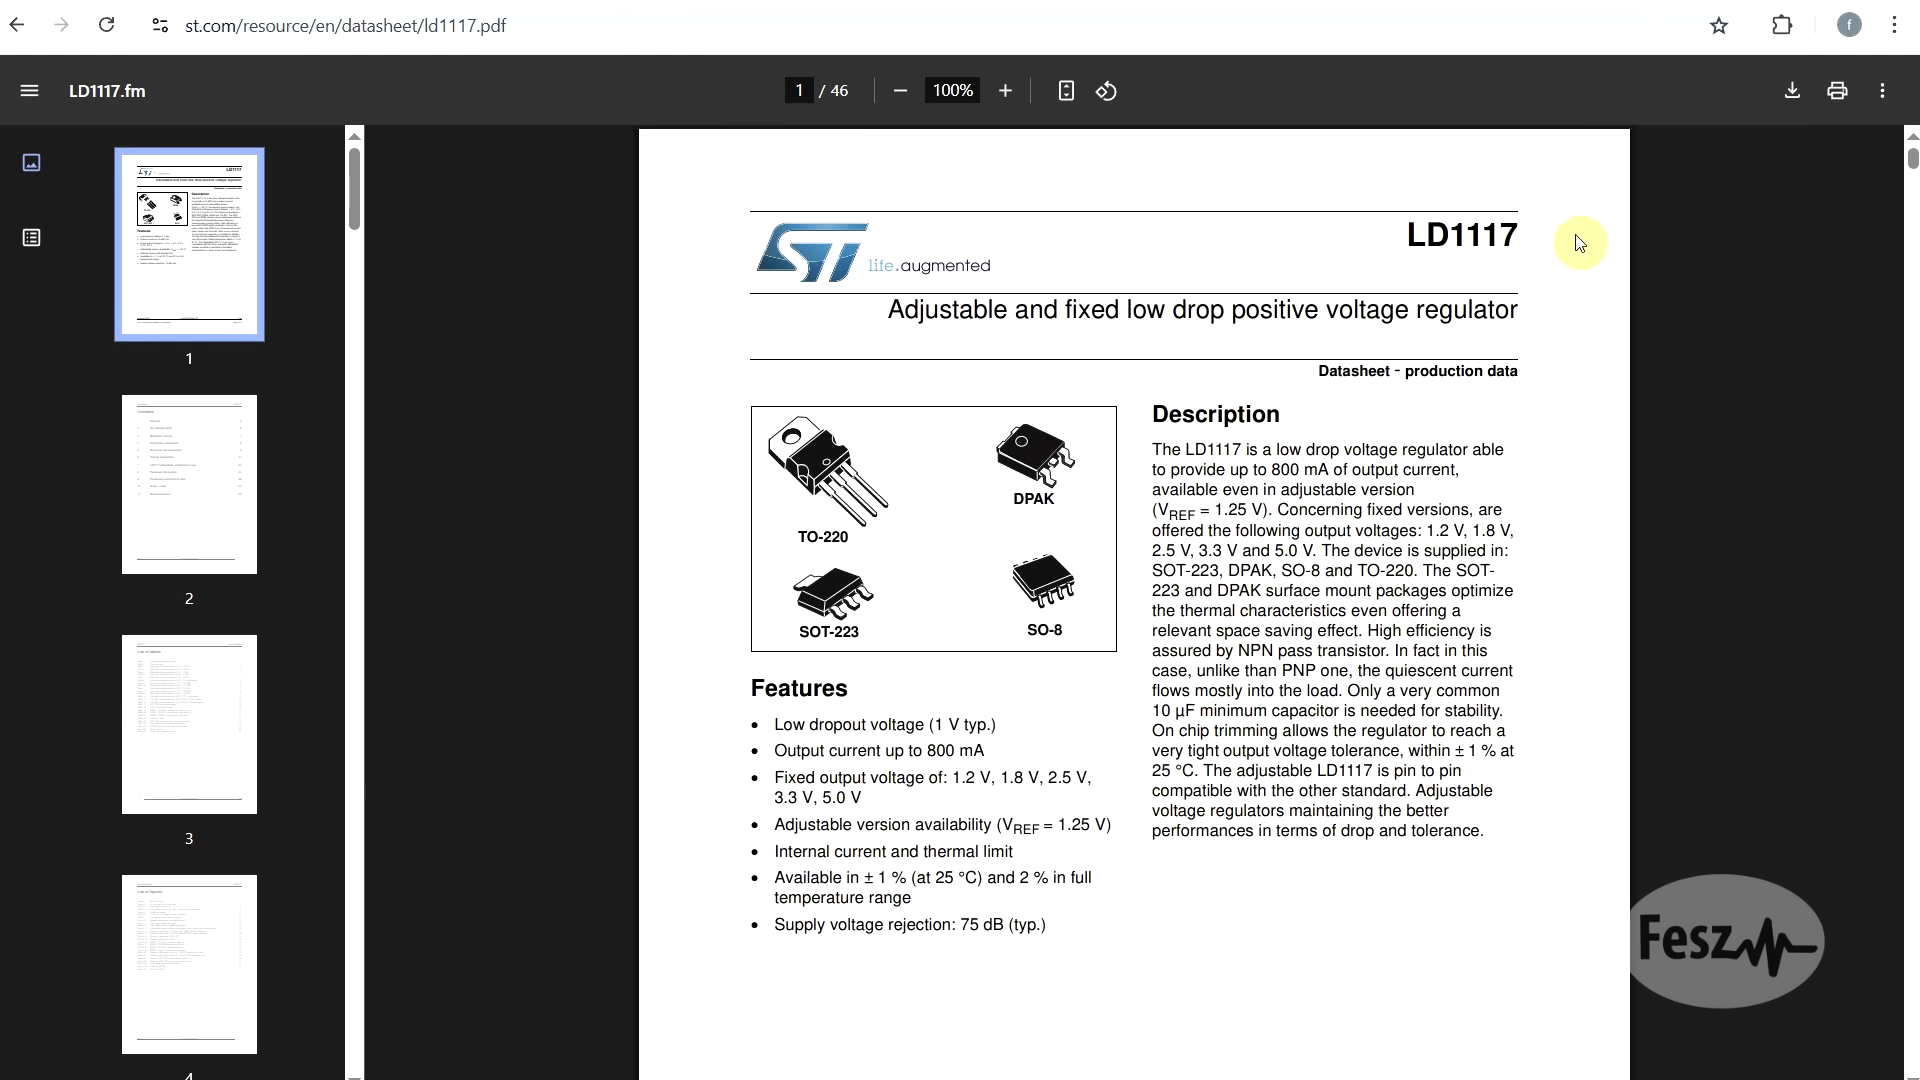 st.com/resource/en/datasheet/ld1117.pdf
f
LD1117.fm
1 / 46
100%
1
2
3
4
ST
life.augmented
LD1117
Adjustable and fixed low drop positive voltage regulator
Datasheet - production data
TO-220
DPAK
SOT-223
SO-8
Features
• Low dropout voltage (1 V typ.)
• Output current up to 800 mA
• Fixed output voltage of: 1.2 V, 1.8 V, 2.5 V,
3.3 V, 5.0 V
• Adjustable version availability (VREF = 1.25 V)
• Internal current and thermal limit
• Available in ± 1 % (at 25 °C) and 2 % in full
temperature range
• Supply voltage rejection: 75 dB (typ.)
Description
The LD1117 is a low drop voltage regulator able
to provide up to 800 mA of output current,
available even in adjustable version
(VREF = 1.25 V). Concerning fixed versions, are
offered the following output voltages: 1.2 V, 1.8 V,
2.5 V, 3.3 V and 5.0 V. The device is supplied in:
SOT-223, DPAK, SO-8 and TO-220. The SOT-
223 and DPAK surface mount packages optimize
the thermal characteristics even offering a
relevant space saving effect. High efficiency is
assured by NPN pass transistor. In fact in this
case, unlike than PNP one, the quiescent current
flows mostly into the load. Only a very common
10 µF minimum capacitor is needed for stability.
On chip trimming allows the regulator to reach a
very tight output voltage tolerance, within ± 1 % at
25 °C. The adjustable LD1117 is pin to pin
compatible with the other standard. Adjustable
voltage regulators maintaining the better
performances in terms of drop and tolerance.
Fesz